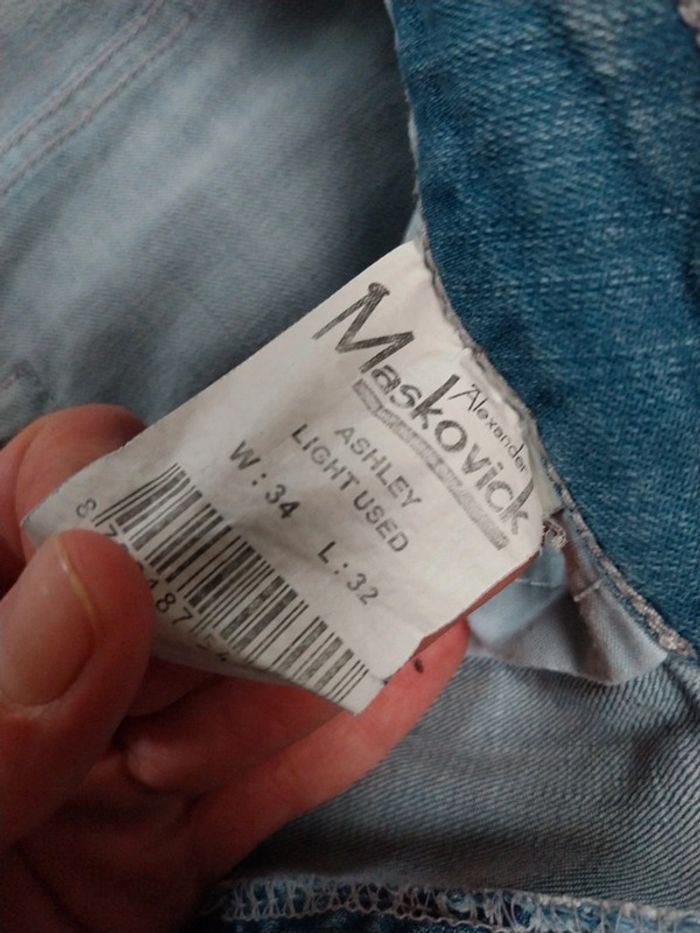 Alexander
Maskovick
ASHLEY
LIGHT USED
W:34 L:32